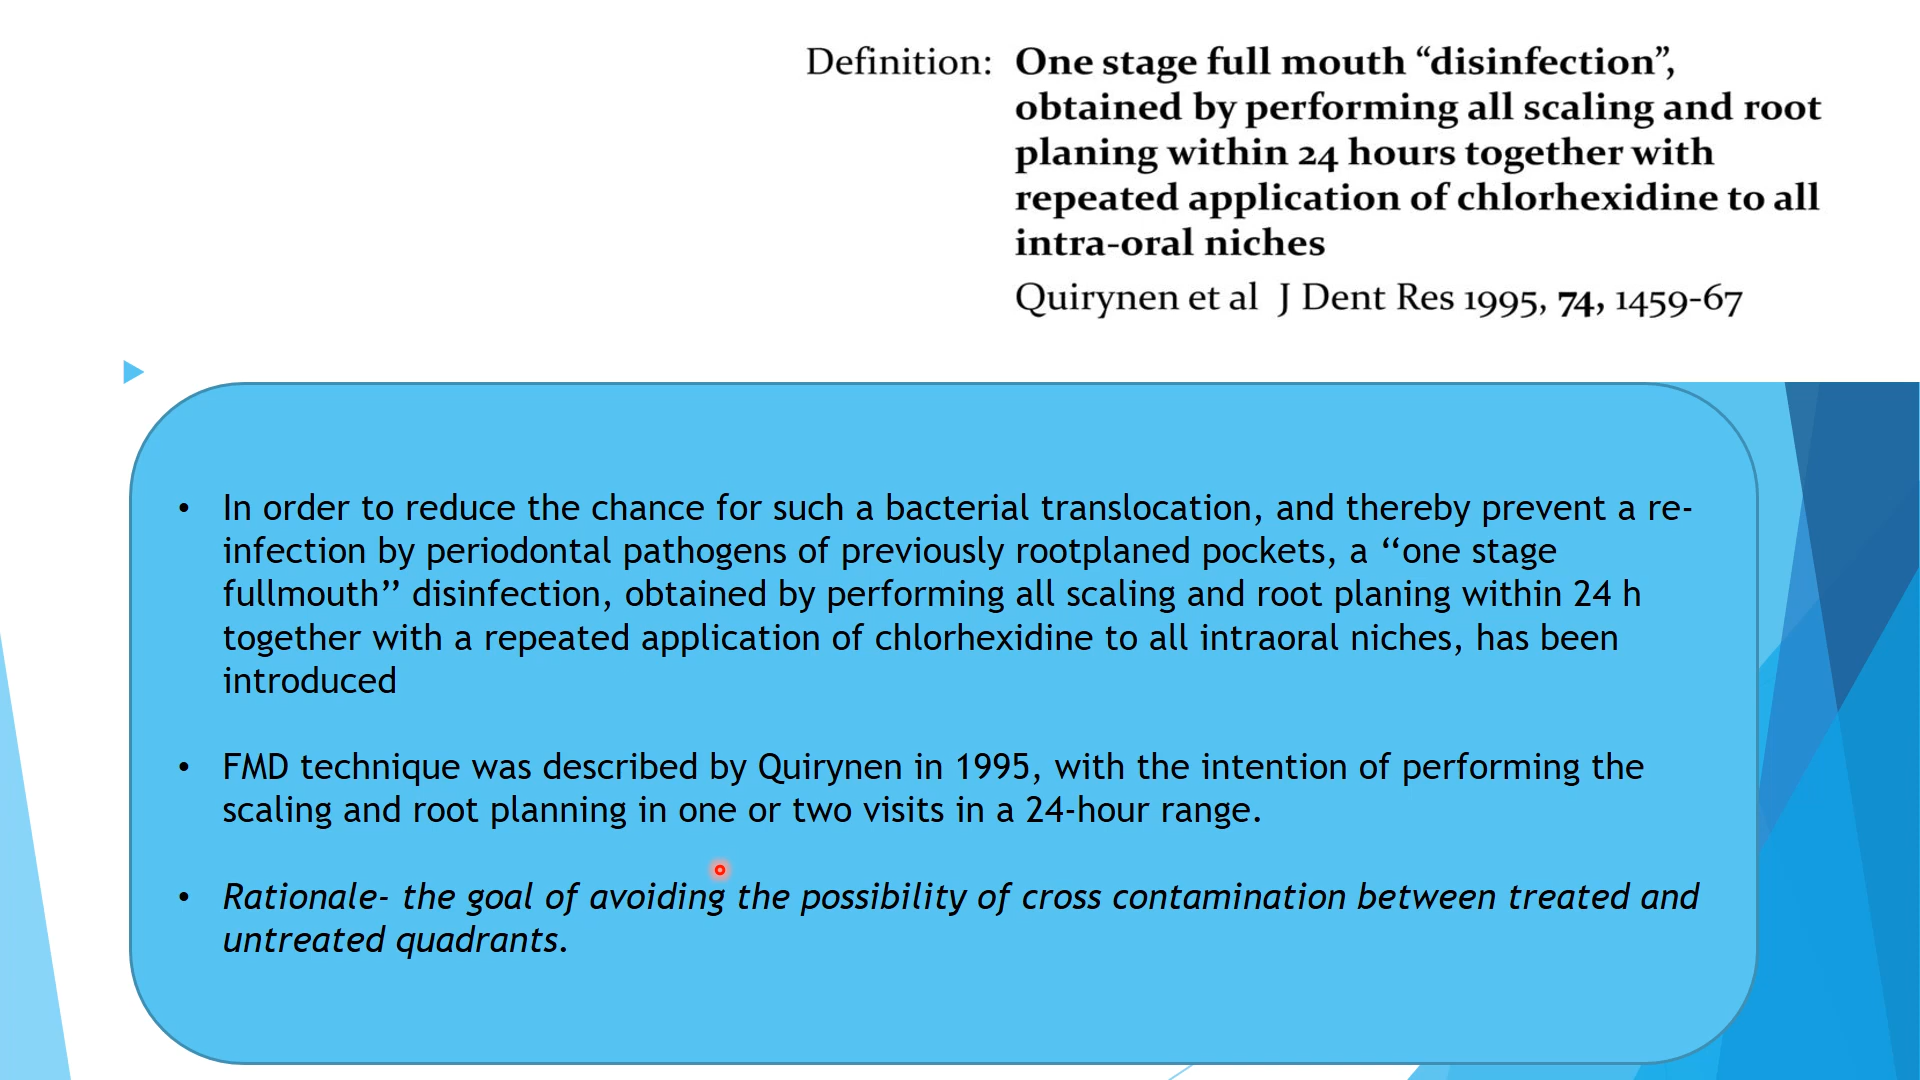 Definition: One stage full mouth “disinfection”,
obtained by performing all scaling and root
planing within 24 hours together with
repeated application of chlorhexidine to all
intra-oral niches
Quirynen et al J Dent Res 1995, 74, 1459-67
• In order to reduce the chance for such a bacterial translocation, and thereby prevent a re-
infection by periodontal pathogens of previously rootplaned pockets, a ‘‘one stage
fullmouth’’ disinfection, obtained by performing all scaling and root planing within 24 h
together with a repeated application of chlorhexidine to all intraoral niches, has been
introduced
• FMD technique was described by Quirynen in 1995, with the intention of performing the
scaling and root planning in one or two visits in a 24-hour range.
• Rationale- the goal of avoiding the possibility of cross contamination between treated and
untreated quadrants.